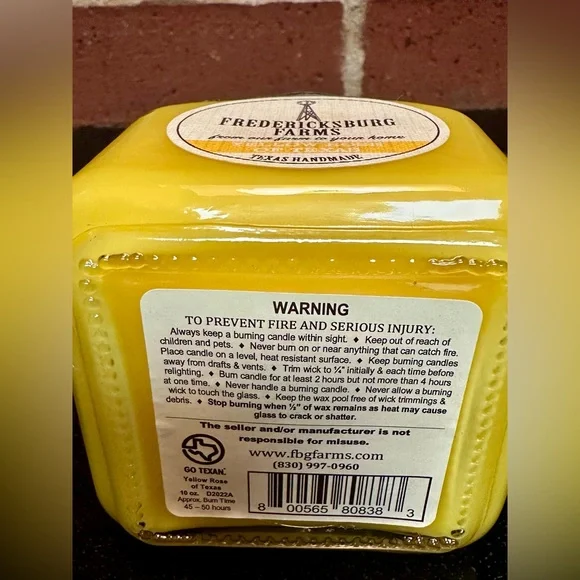 FREDERICKSBURG
FARMS
from our farm to your home
YELLOW ROSE
OF TEXAS
TEXAS HANDMADE
WARNING
TO PREVENT FIRE AND SERIOUS INJURY:
Always keep a burning candle within sight. ♦ Keep out of reach of
children and pets. ♦ Never burn on or near anything that can catch fire.
Place candle on a level, heat resistant surface. ♦ Keep burning candles
away from drafts & vents. ♦ Trim wick to ¼" initially & each time before
relighting. ♦ Burn candle for at least 2 hours but not more than 4 hours
at one time. ♦ Never handle a burning candle. ♦ Never allow a burning
wick to touch the glass. ♦ Keep the wax pool free of wick trimmings &
debris. ♦ Stop burning when ½" of wax remains as heat may cause
glass to crack or shatter.
The seller and/or manufacturer is not
responsible for misuse.
www.fbgfarms.com
(830) 997-0960
GO TEXAN.
Yellow Rose
of Texas
10 oz. D2022A
Approx. Burn Time
45 – 50 hours
8 00565 80838 3